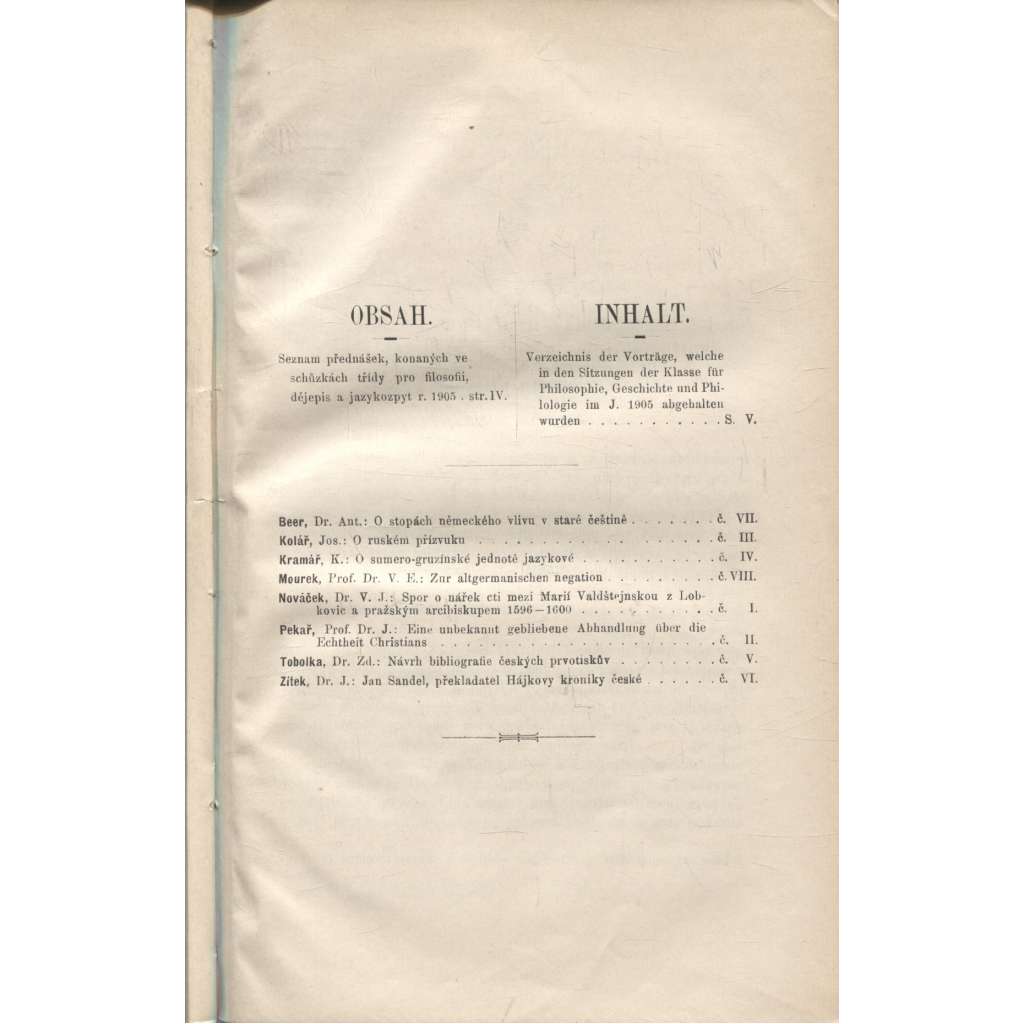 OBSAH.
Seznam přednášek, konaných ve
schůzkách třídy pro filosofii,
dějepis a jazykozpyt r. 1905 . str. IV.
INHALT.
Verzeichnis der Vorträge, welche
in den Sitzungen der Klasse für
Philosophie, Geschichte und Phi-
lologie im J. 1905 abgehalten
wurden . . . . . . . . . . . S. V.
Beer, Dr. Ant.: O stopách německého vlivu v staré češtině . . . . . . . č. VII.
Kolář, Jos.: O ruském přízvuku . . . . . . . . . . . . . . č. III.
Kramář, K.: O sumero-gruzínské jednotě jazykové . . . . . . . . . . . č. IV.
Mourek, Prof. Dr. V. E.: Zur altgermanischen negation . . . . . . . . . č. VIII.
Nováček, Dr. V. J.: Spor o nářek cti mezi Marií Valdštejnskou z Lob-
kovic a pražským arcibiskupem 1596—1600 . . . . . . . . . . . č. I.
Pekař, Prof. Dr. J.: Eine unbekannt gebliebene Abhandlung über die
Echtheit Christians . . . . . . . . . . . . . . . . . . . . č. II.
Tobolka, Dr. Zd.: Návrh bibliografie českých prvotiskův . . . . . . . . č. V.
Zítek, Dr. J.: Jan Sandel, překladatel Hájkovy kroniky české . . . . . . č. VI.